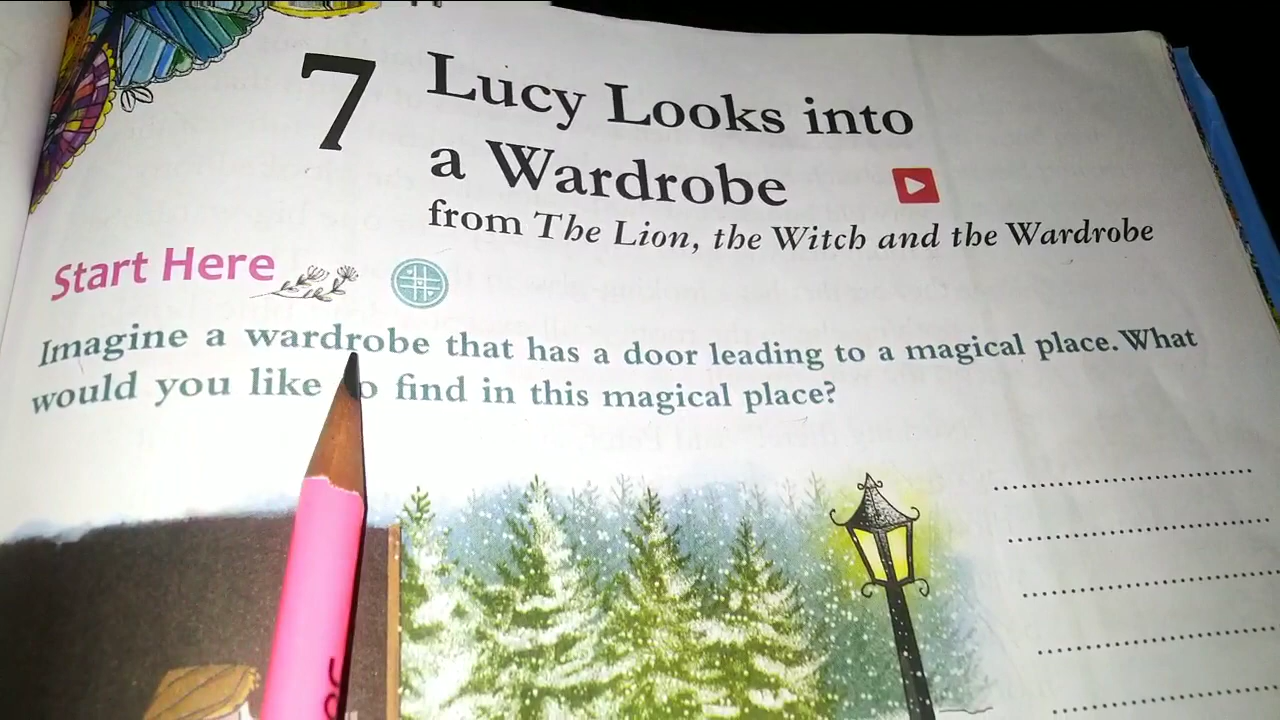 7
Lucy Looks into
a Wardrobe
from The Lion, the Witch and the Wardrobe
Start Here
Imagine a wardrobe that has a door leading to a magical place. What
would you like to find in this magical place?